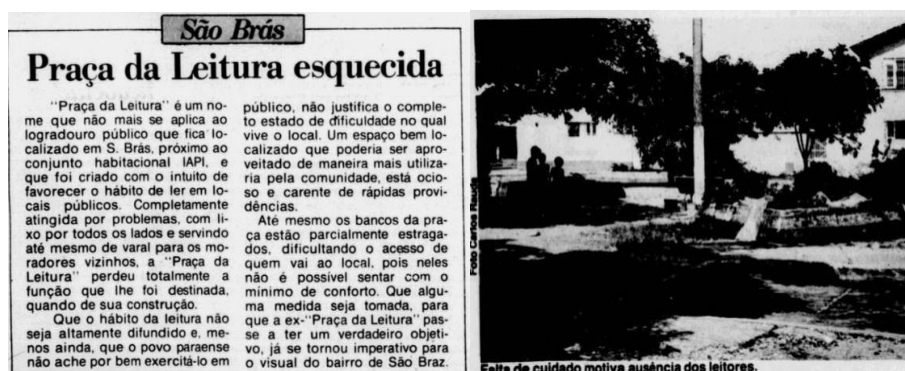 São Brás
Praça da Leitura esquecida
"Praça da Leitura" é um no-
me que não mais se aplica ao
logradouro público que fica lo-
calizado em S. Brás, próximo ao
conjunto habitacional IAPI, e
que foi criado com o intuito de
favorecer o hábito de ler em lo-
cais públicos. Completamente
atingida por problemas, com li-
xo por todos os lados e servindo
até mesmo de varal para os mo-
radores vizinhos, a "Praça da
Leitura" perdeu totalmente a
função que lhe foi destinada,
quando de sua construção.
Que o hábito da leitura não
seja altamente difundido e, me-
nos ainda, que o povo paraense
não ache por bem exercitá-lo em
público, não justifica o comple-
to estado de dificuldade no qual
vive o local. Um espaço bem lo-
calizado que poderia ser apro-
veitado de maneira mais utiliza-
ria pela comunidade, está ocio-
so e carente de rápidas provi-
dências.
Até mesmo os bancos da pra-
ça estão parcialmente estraga-
dos, dificultando o acesso de
quem vai ao local, pois neles
não é possível sentar com o
mínimo de conforto. Que algu-
ma medida seja tomada, para
que a ex-"Praça da Leitura" pas-
se a ter um verdadeiro objeti-
vo, já se tornou imperativo para
o visual do bairro de São Braz.
Foto Carlos
Falta de cuidado motiva ausência dos leitores.